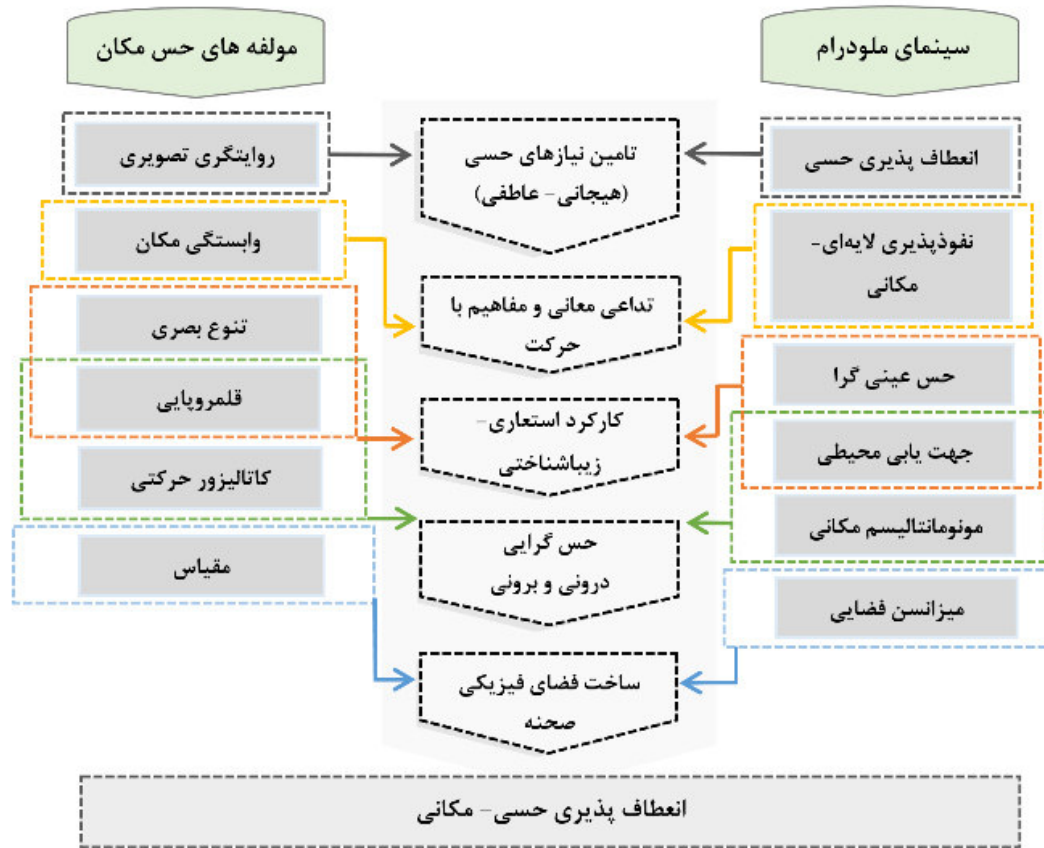 سینمای ملودرام
مولفه های حس مکان
انعطاف پذیری حسی
تامین نیازهای حسی
(هیجانی- عاطفی)
روایتگری تصویری
نفوذپذیری لایه‌ای-
مکانی
تداعی معانی و مفاهیم با
حرکت
وابستگی مکان
حس عینی گرا
جهت یابی محیطی
کارکرد استعاری-
زیباشناختی
تنوع بصری
قلمروپایی
مونومانتالیسم مکانی
حس گرایی
درونی و برونی
کاتالیزور حرکتی
میزانسن فضایی
ساخت فضای فیزیکی
صحنه
مقیاس
انعطاف پذیری حسی- مکانی